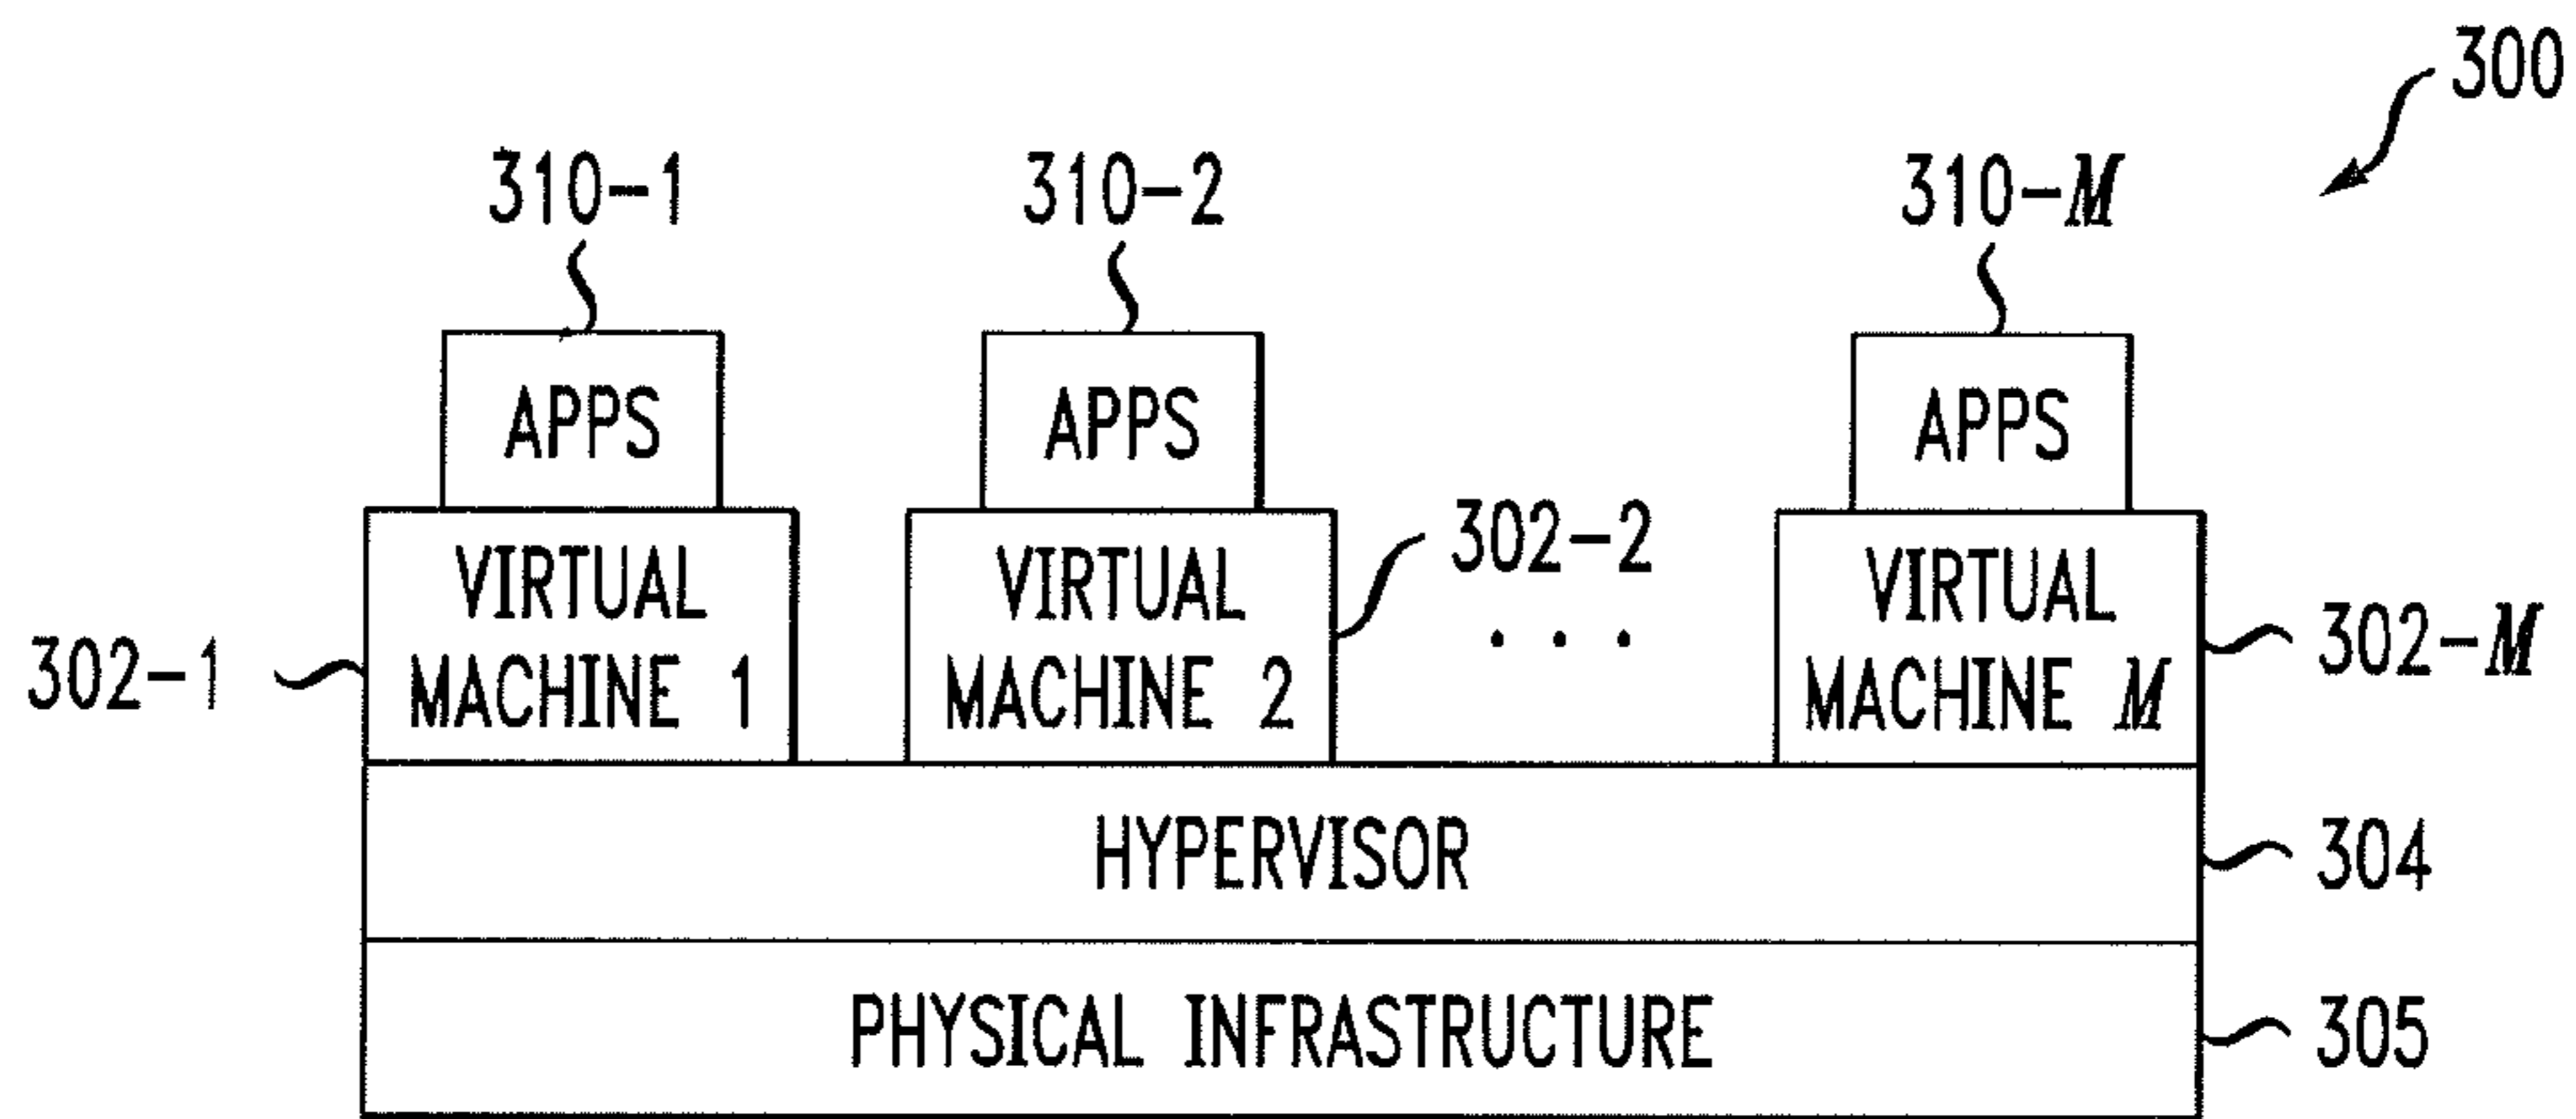 300
310-1 310-2 310-M
APPS APPS APPS
VIRTUAL VIRTUAL 302-2 VIRTUAL
302-1 MACHINE 1 MACHINE 2 . . . MACHINE M 302-M
HYPERVISOR 304
PHYSICAL INFRASTRUCTURE 305